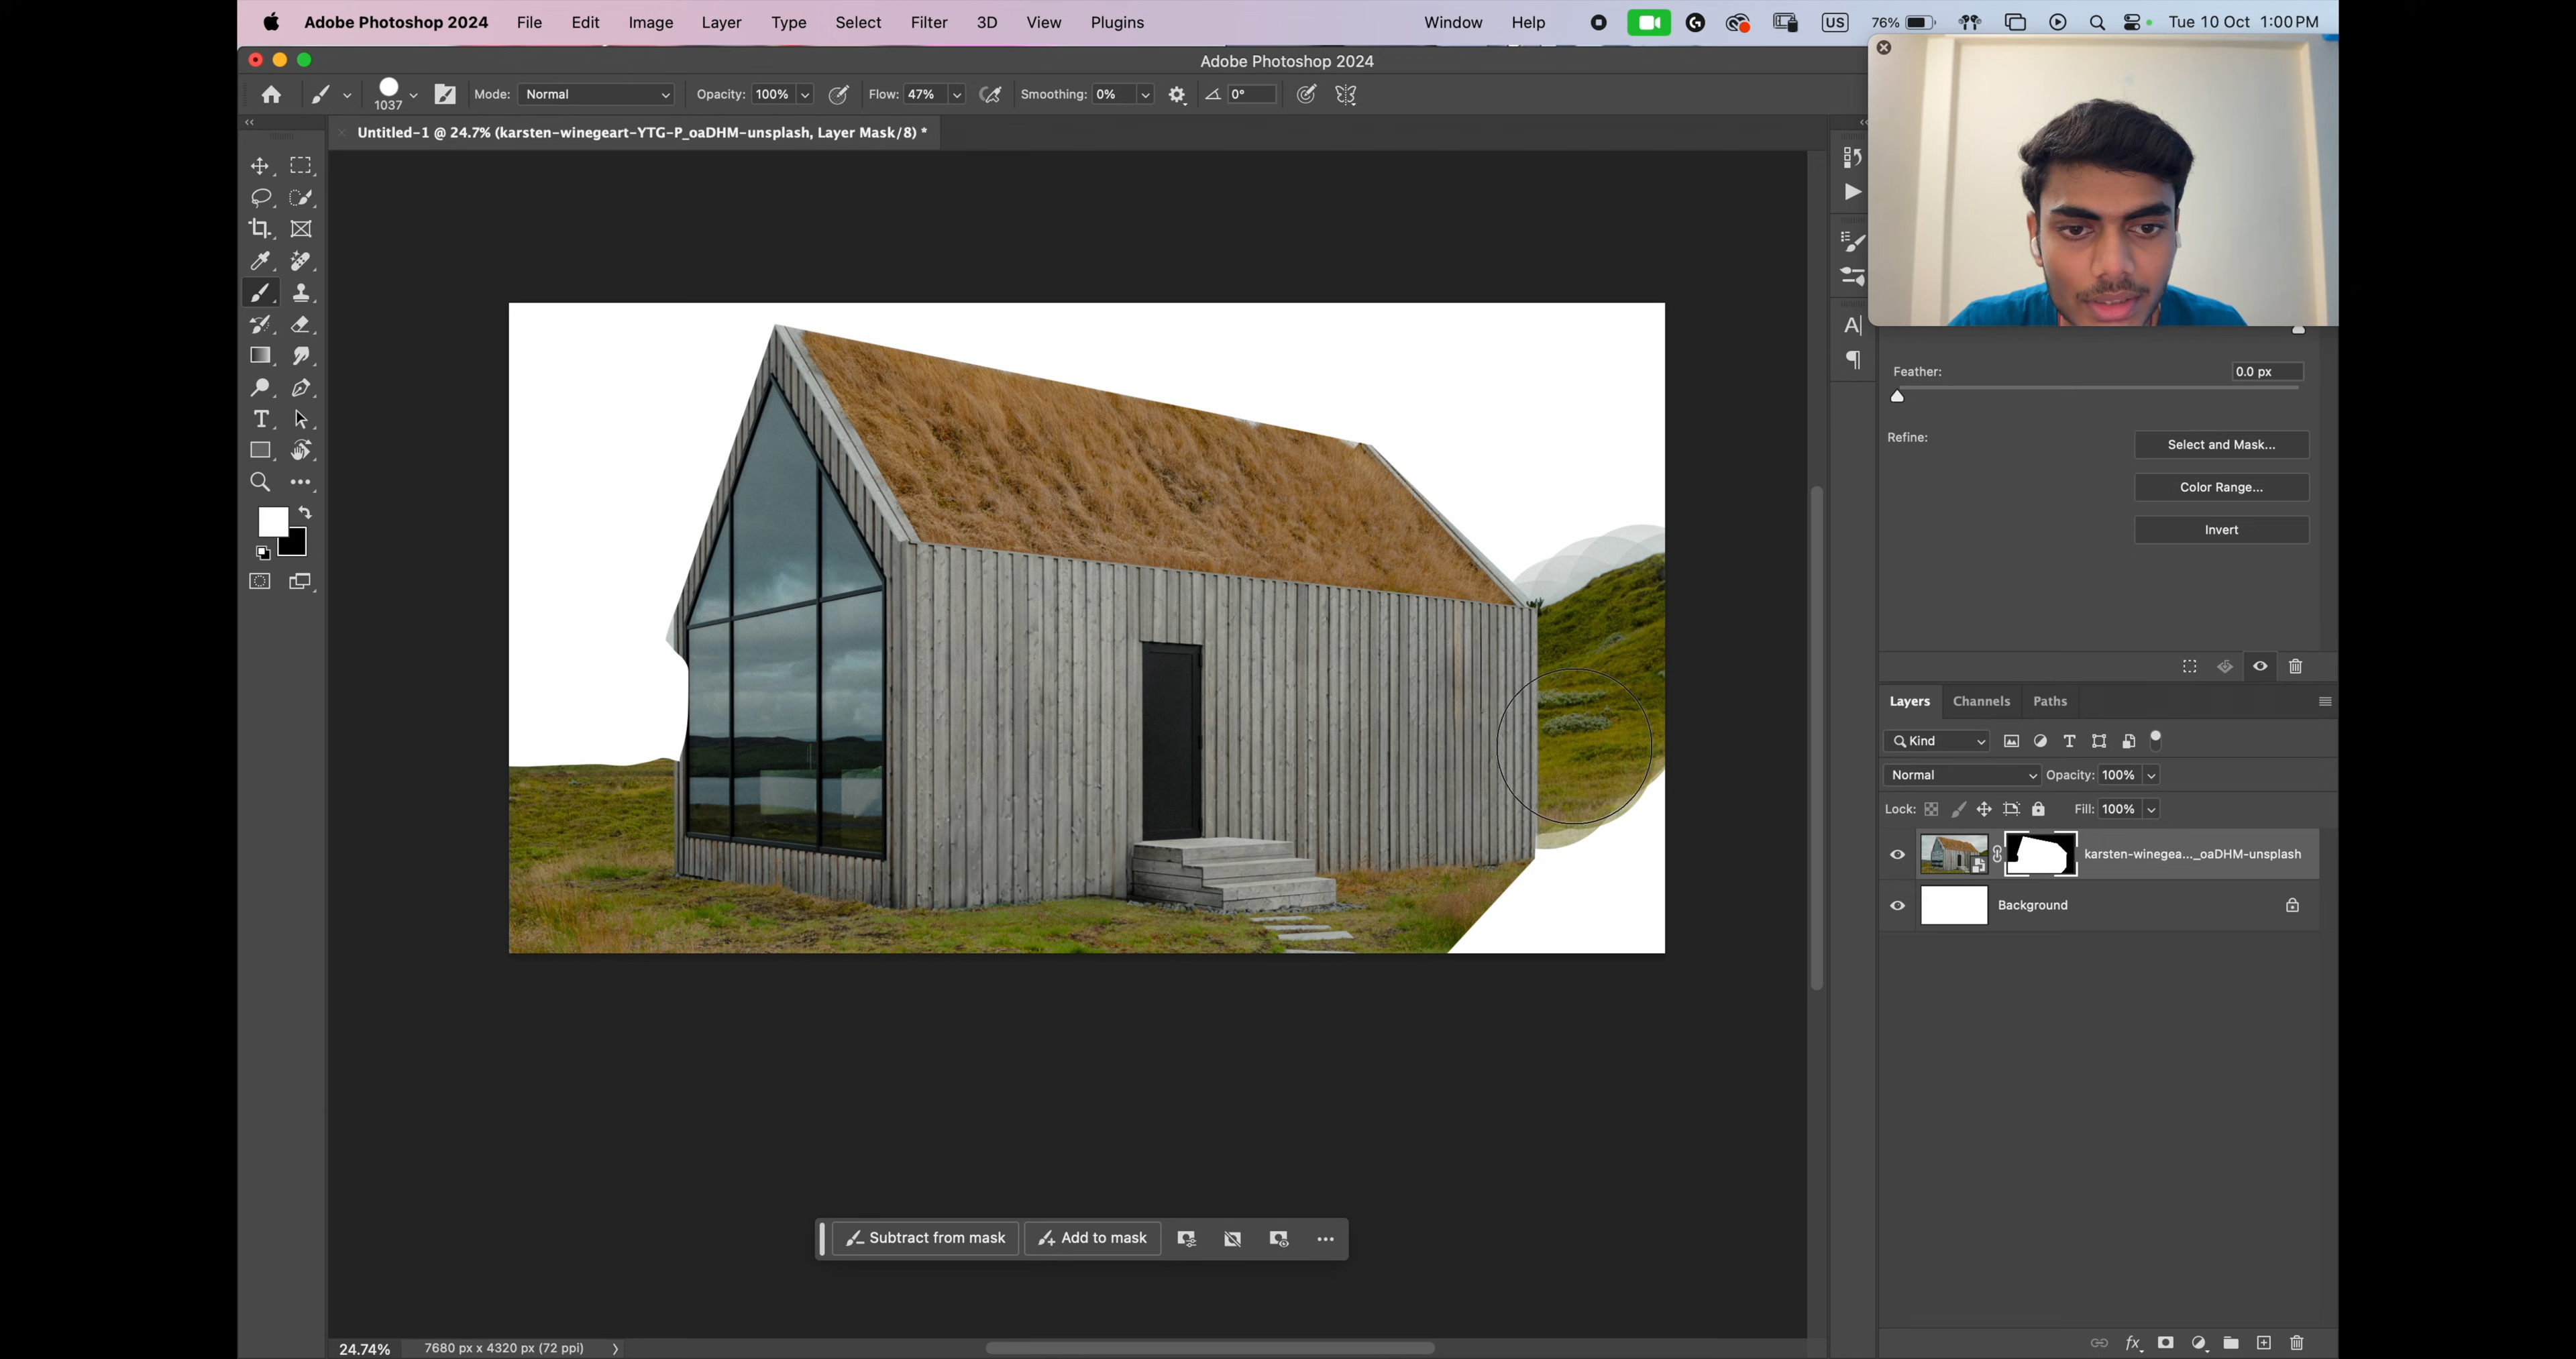 Adobe Photoshop 2024 File Edit Image Layer Type Select Filter 3D View Plugins Window Help US 76% Tue 10 Oct 1:00 PM
Adobe Photoshop 2024
1037 Mode: Normal Opacity: 100% Flow: 47% Smoothing: 0% 0°
Untitled-1 @ 24.7% (karsten-winegeart-YTG-P_oaDHM-unsplash, Layer Mask/8) *
Feather: 0.0 px
Refine: Select and Mask...
Color Range...
Invert
Layers Channels Paths
Kind
Normal Opacity: 100%
Lock: Fill: 100%
karsten-winegea..._oaDHM-unsplash
Background
Subtract from mask Add to mask
24.74% 7680 px x 4320 px (72 ppi)